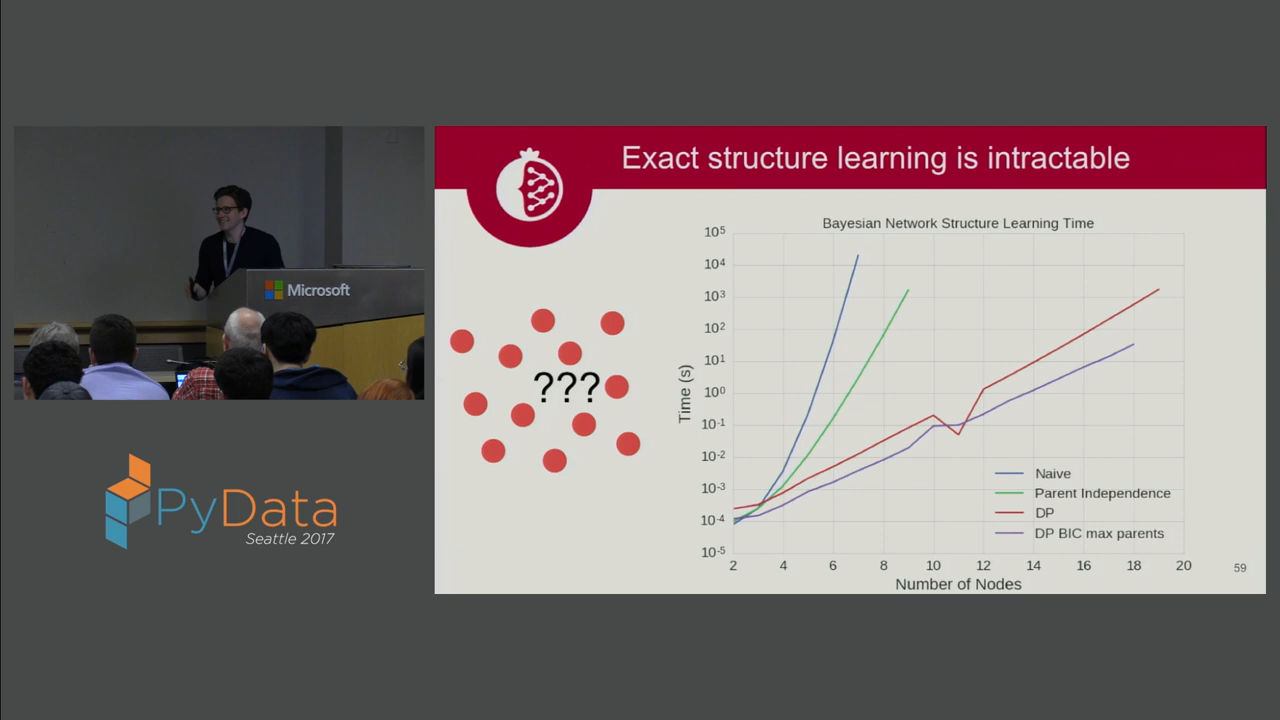 Microsoft
PyData
Seattle 2017
Exact structure learning is intractable
???
Bayesian Network Structure Learning Time
10⁵
10⁴
10³
10²
10¹
10⁰
10⁻¹
10⁻²
10⁻³
10⁻⁴
10⁻⁵
Time (s)
Naive
Parent Independence
DP
DP BIC max parents
2 4 6 8 10 12 14 16 18 20
Number of Nodes
59